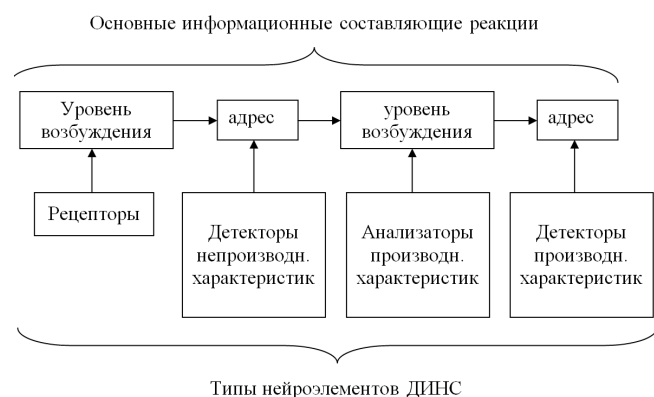 Основные информационные составляющие реакции
Уровень
возбуждения
адрес
уровень
возбуждения
адрес
Рецепторы
Детекторы
непроизводн.
характеристик
Анализаторы
производн.
характеристик
Детекторы
производн.
характеристик
Типы нейроэлементов ДИНС